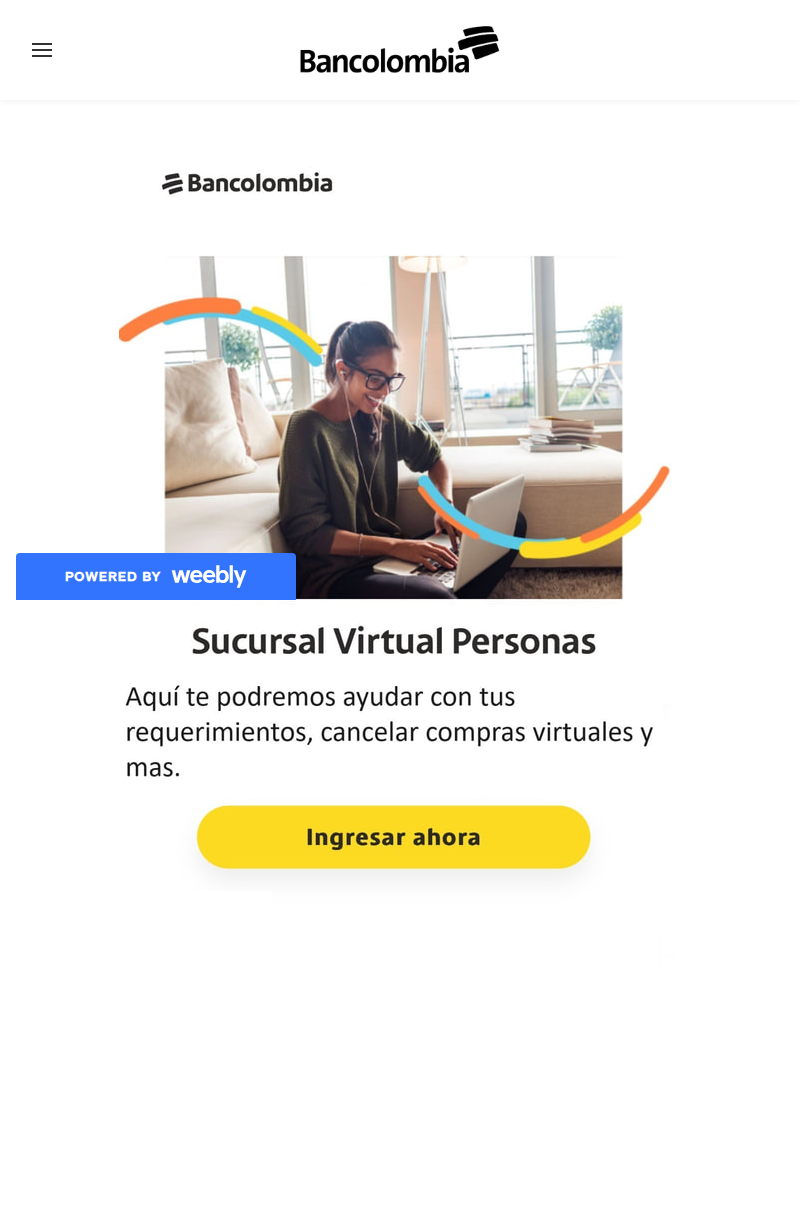 Bancolombia
Bancolombia
POWERED BY weebly
Sucursal Virtual Personas
Aquí te podremos ayudar con tus
requerimientos, cancelar compras virtuales y
mas.
Ingresar ahora